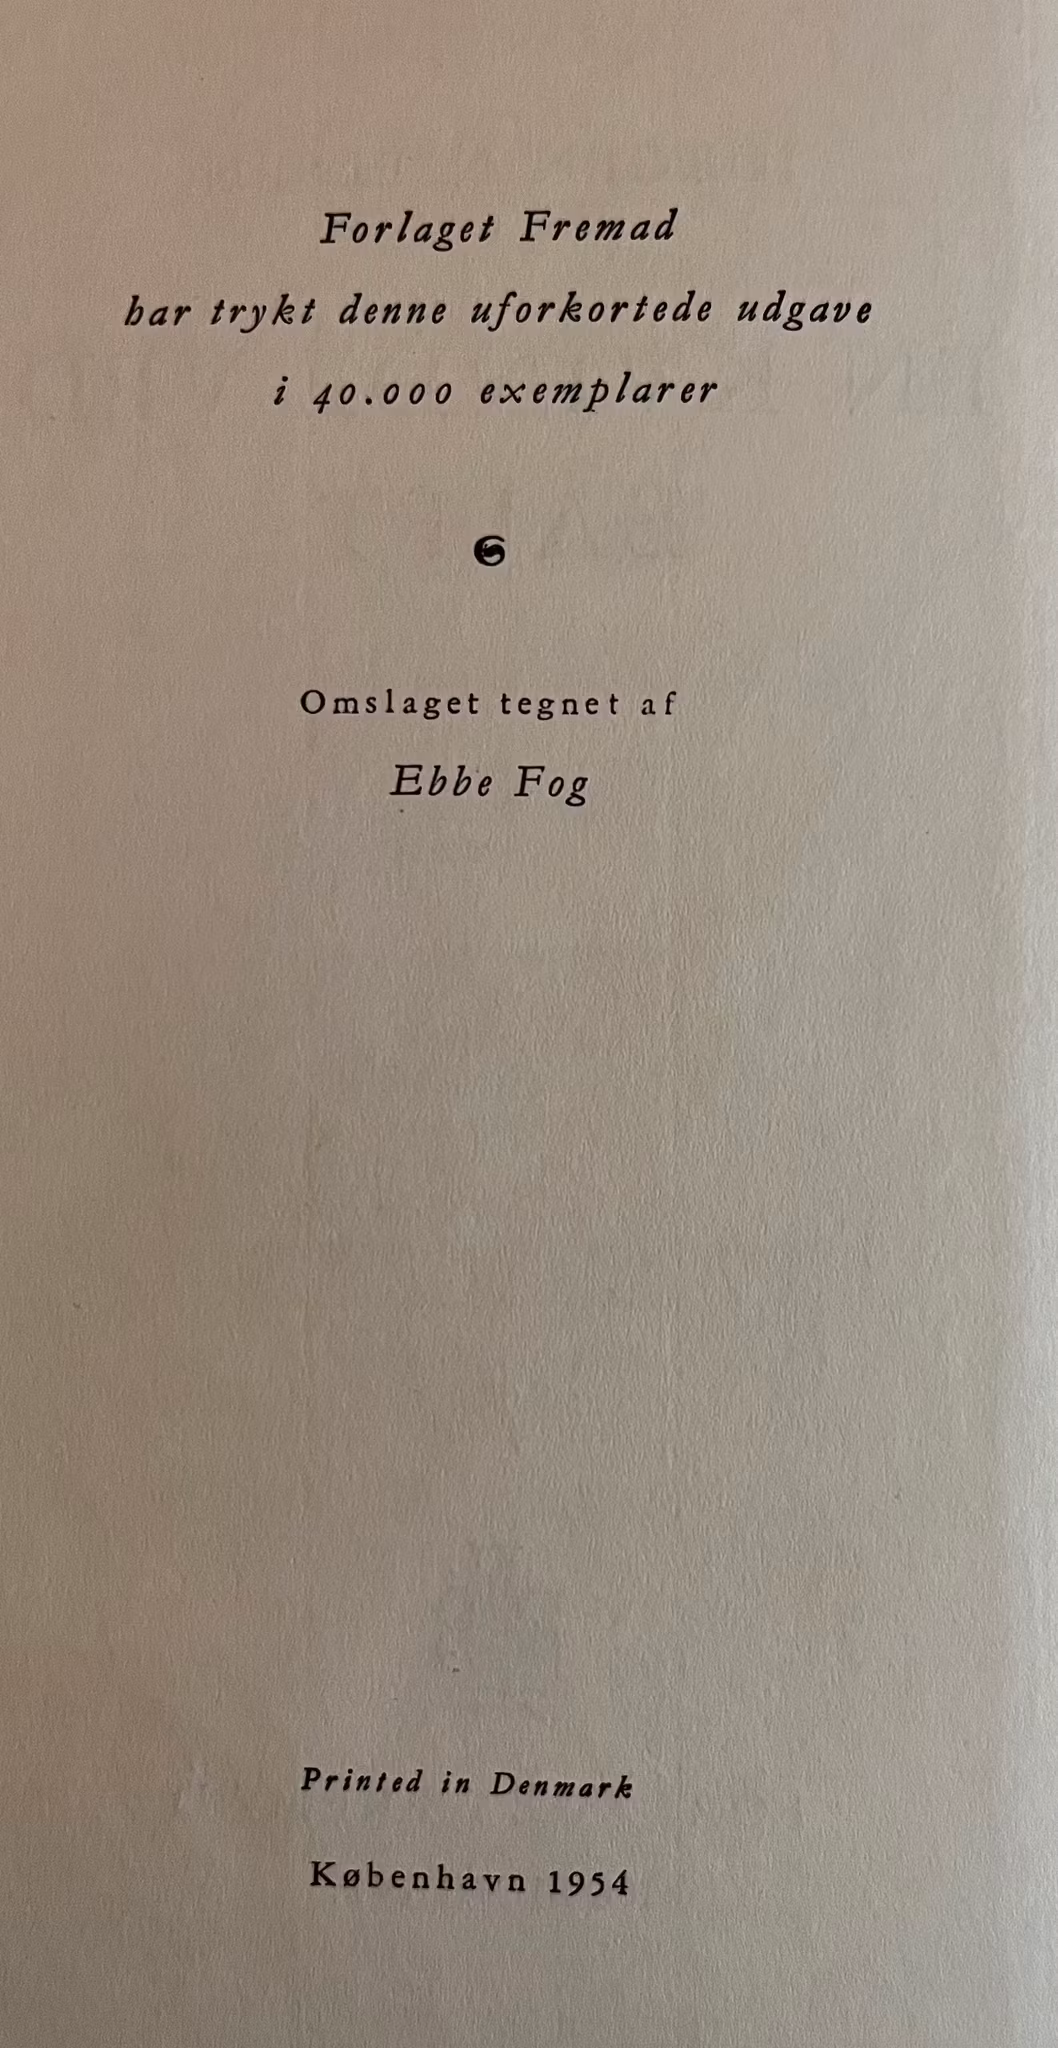 Forlaget Fremad
har trykt denne uforkortede udgave
i 40.000 exemplarer
Omslaget tegnet af
Ebbe Fog
Printed in Denmark
København 1954